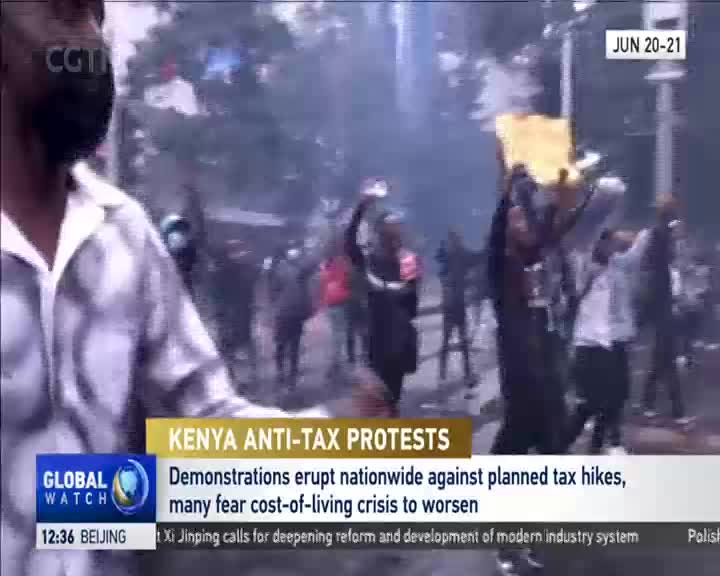 CGTN
JUN 20-21
KENYA ANTI-TAX PROTESTS
Demonstrations erupt nationwide against planned tax hikes,
many fear cost-of-living crisis to worsen
GLOBAL
WATCH
12:36 BEIJING
t Xi Jinping calls for deepening reform and development of modern industry system
Polish